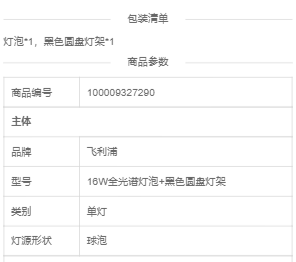 包装清单
灯泡*1，黑色圆盘灯架*1
商品参数
商品编号 100009327290
主体
品牌 飞利浦
型号 16W全光谱灯泡+黑色圆盘灯架
类别 单灯
灯源形状 球泡